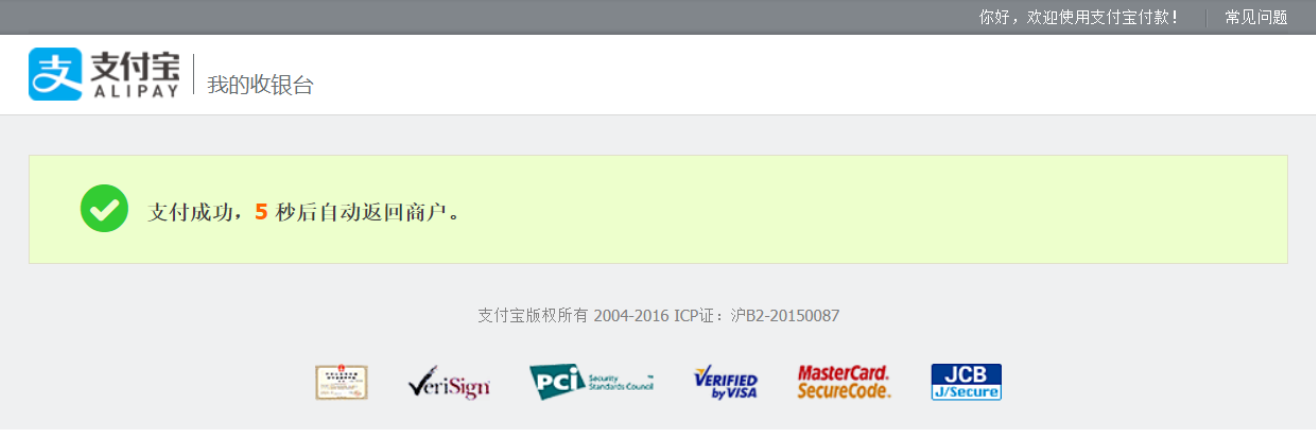 你好，欢迎使用支付宝付款！ 常见问题
支 支付宝 ALIPAY 我的收银台
支付成功，5 秒后自动返回商户。
支付宝版权所有 2004-2016 ICP证：沪B2-20150087
VeriSign
PCI Security Standards Council ™
VERIFIED by VISA
MasterCard. SecureCode.
JCB J/Secure